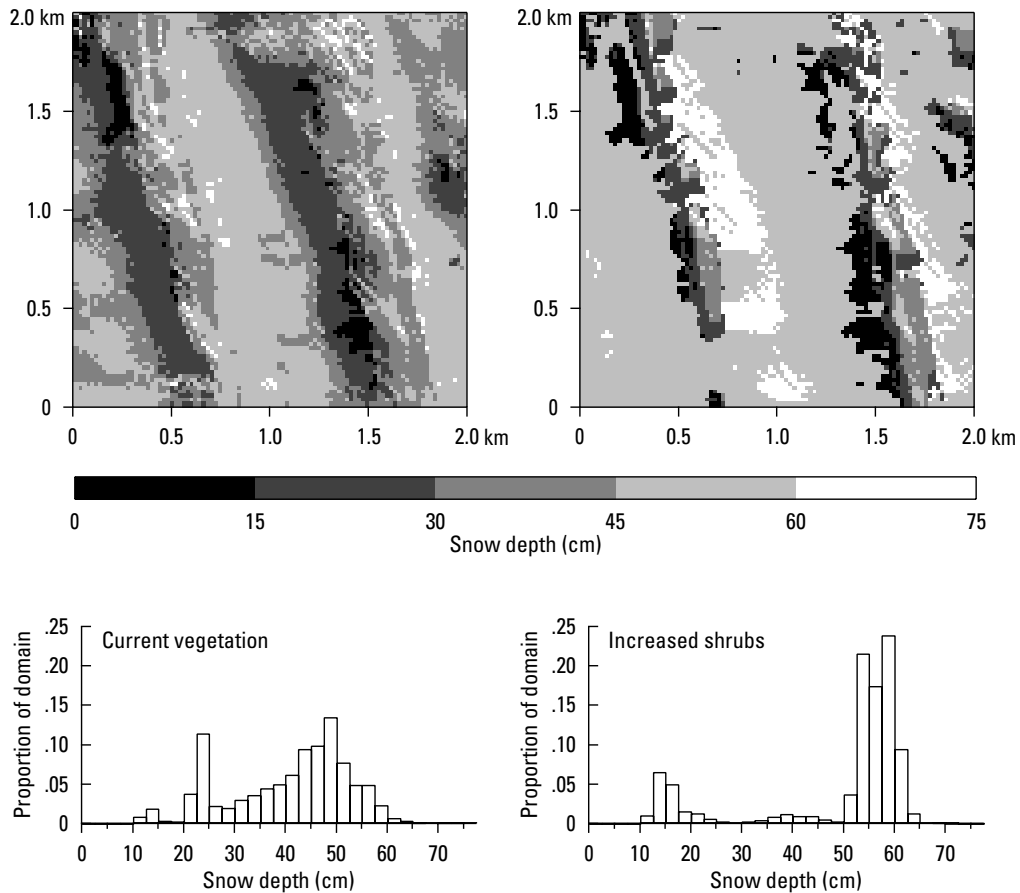 2.0 km
1.5
1.0
0.5
0
0 0.5 1.0 1.5 2.0 km
2.0 km
1.5
1.0
0.5
0
0 0.5 1.0 1.5 2.0 km
0 15 30 45 60 75
Snow depth (cm)
Current vegetation
Proportion of domain
.25
.20
.15
.10
.05
0
0 10 20 30 40 50 60 70
Snow depth (cm)
Increased shrubs
Proportion of domain
.25
.20
.15
.10
.05
0
0 10 20 30 40 50 60 70
Snow depth (cm)